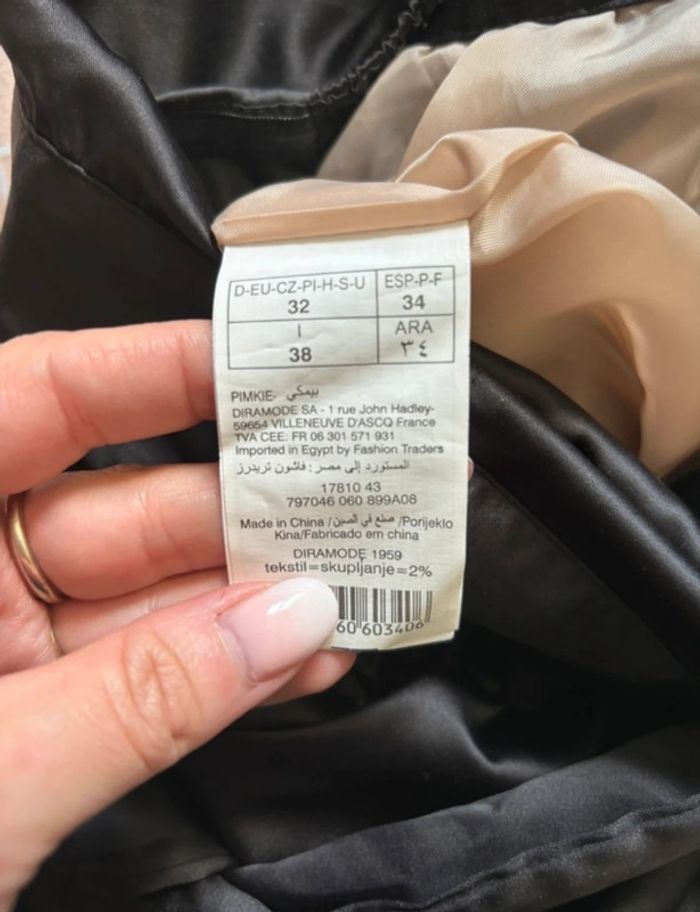 D-EU-CZ-PI-H-S-U ESP-P-F
32 34
I ARA
38 ٣٤
PIMKIE- بيمكي
DIRAMODE SA - 1 rue John Hadley-
59654 VILLENEUVE D'ASCQ France
TVA CEE: FR 06 301 571 931
Imported in Egypt by Fashion Traders
المستورد إلى مصر : فاشون تريدرز
17810 43
797046 060 899A08
Made in China / صنع في الصين /Porijeklo
Kina/Fabricado em china
DIRAMODE 1959
tekstil=skupljanje=2%
60 603406